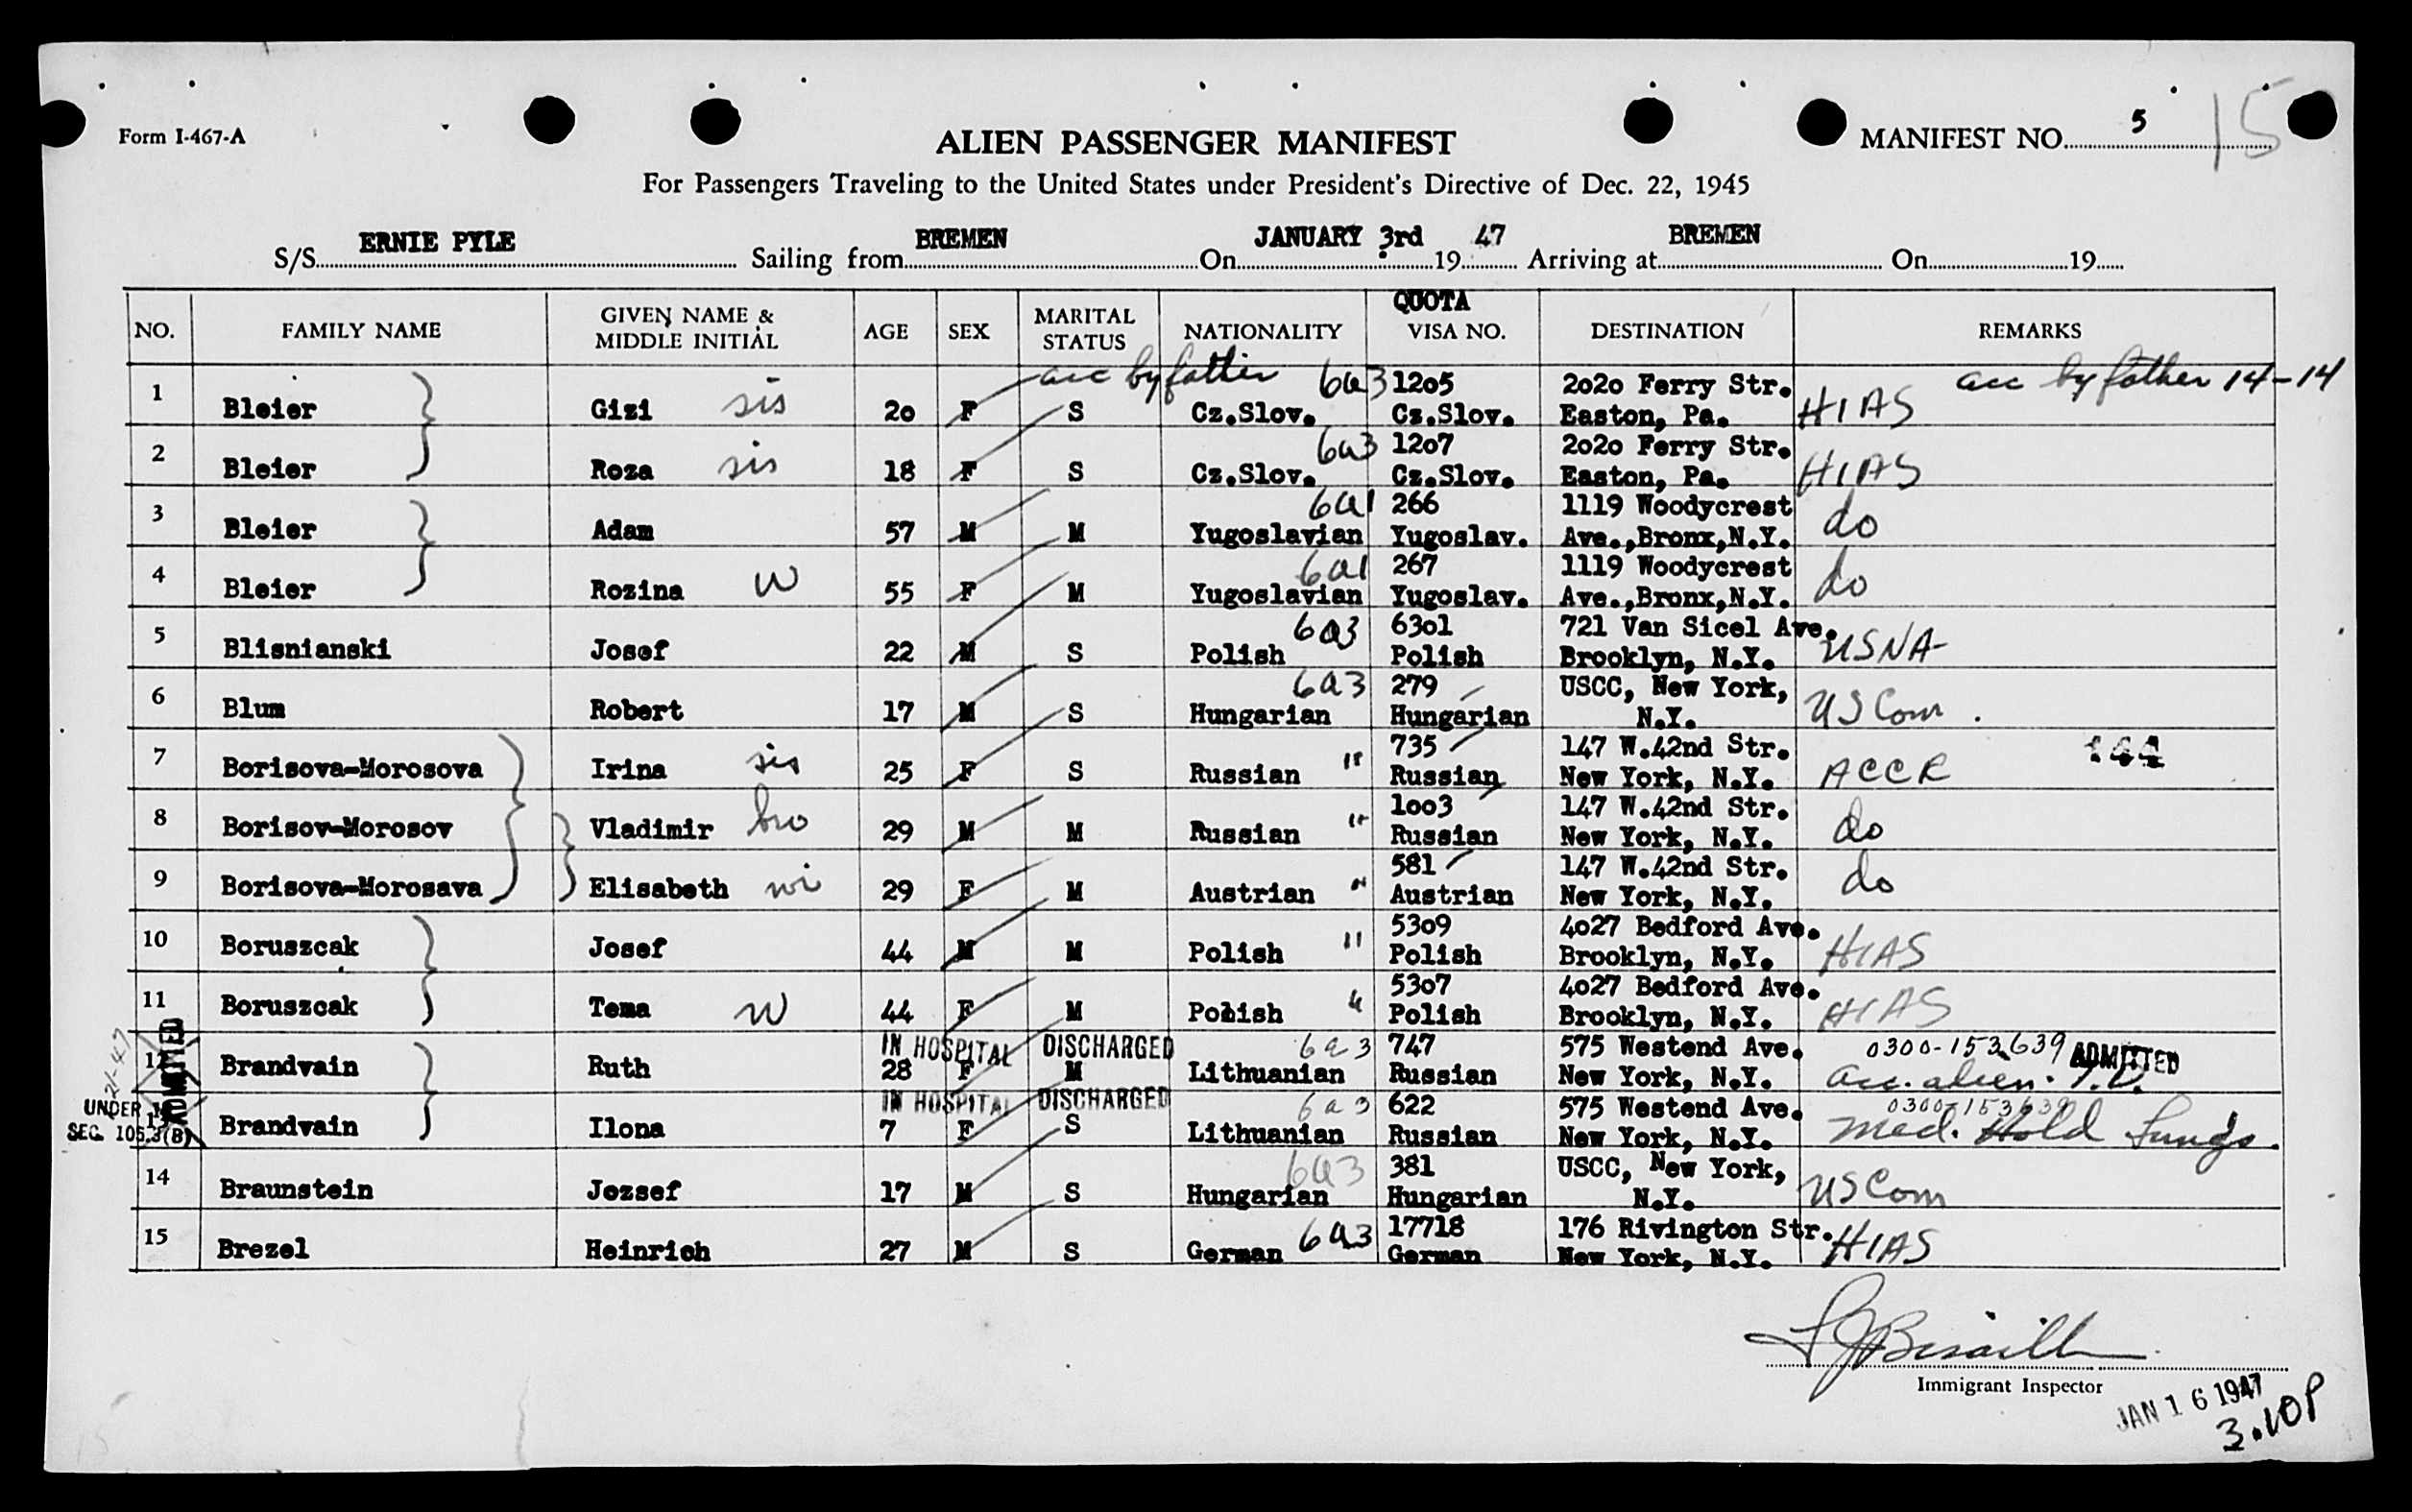 15
Form I-467-A
ALIEN PASSENGER MANIFEST
MANIFEST NO. 5
For Passengers Traveling to the United States under President's Directive of Dec. 22, 1945
S/S ERNIE PYLE Sailing from BREMEN On JANUARY 3rd 19 47 Arriving at BREMEN On 19
NO. FAMILY NAME GIVEN NAME & MIDDLE INITIAL AGE SEX MARITAL STATUS NATIONALITY QUOTA VISA NO. DESTINATION REMARKS
acc by father 6a3 1205 2020 Ferry Str. acc by father 14-14
1 Bleier Gizi sis 20 F S Cz.Slov. Cz.Slov. Easton, Pa. HIAS
6a3 1207 2020 Ferry Str.
2 Bleier Roza sis 18 F S Cz.Slov. Cz.Slov. Easton, Pa. HIAS
6a1 266 1119 Woodycrest
3 Bleier Adam 57 M M Yugoslavian Yugoslav. Ave.,Bronx,N.Y. do
6a1 267 1119 Woodycrest
4 Bleier Rozina W 55 F M Yugoslavian Yugoslav. Ave.,Bronx,N.Y. do
6a3 6301 721 Van Sicel Ave.
5 Blisnianski Josef 22 M S Polish Polish Brooklyn, N.Y. USNA
6a3 279 USCC, New York,
6 Blum Robert 17 M S Hungarian Hungarian N.Y. US Com
735 147 W.42nd Str. 144
7 Borisova-Morosova Irina sis 25 F S Russian " Russian New York, N.Y. ACCR
1003 147 W.42nd Str.
8 Borisov-Morosov Vladimir bro 29 M M Russian " Russian New York, N.Y. do
581 147 W.42nd Str.
9 Borisova-Morosava Elisabeth wi 29 F M Austrian " Austrian New York, N.Y. do
5309 4027 Bedford Ave.
10 Boruszcak Josef 44 M M Polish " Polish Brooklyn, N.Y. HIAS
5307 4027 Bedford Ave.
11 Boruszcak Tema W 44 F M Polish " Polish Brooklyn, N.Y. HIAS
ADMITTED IN HOSPITAL DISCHARGED 6a3 747 575 Westend Ave. 0300-153639 ADMITTED
12 Brandvain Ruth 28 F M Lithuanian Russian New York, N.Y. Acc. alien.
UNDER IN HOSPITAL DISCHARGED 6a3 622 575 Westend Ave. 0300-153639
SEC. 105.3(B) 13 Brandvain Ilona 7 F S Lithuanian Russian New York, N.Y. Med. Hold Lungs.
6a3 381 USCC, New York,
14 Braunstein Jozsef 17 M S Hungarian Hungarian N.Y. US Com
6a3 17718 176 Rivington Str.
15 Brezel Heinrich 27 M S German German New York, N.Y. HIAS
Immigrant Inspector
JAN 16 1947
3.10P